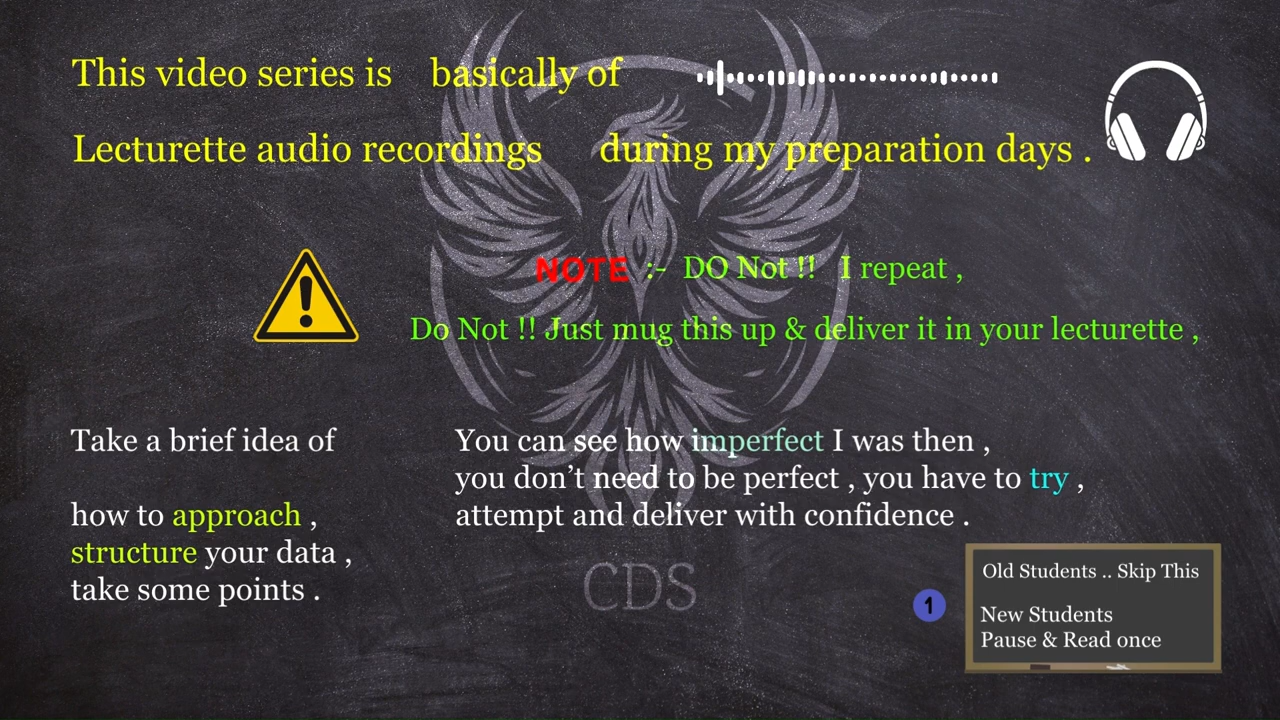 This video series is basically of
Lecturette audio recordings during my preparation days .
NOTE :- DO Not !! I repeat ,
Do Not !! Just mug this up & deliver it in your lecturette ,
Take a brief idea of
how to approach ,
structure your data ,
take some points .
You can see how imperfect I was then ,
you don’t need to be perfect , you have to try ,
attempt and deliver with confidence .
CDS
1
Old Students .. Skip This
New Students
Pause & Read once